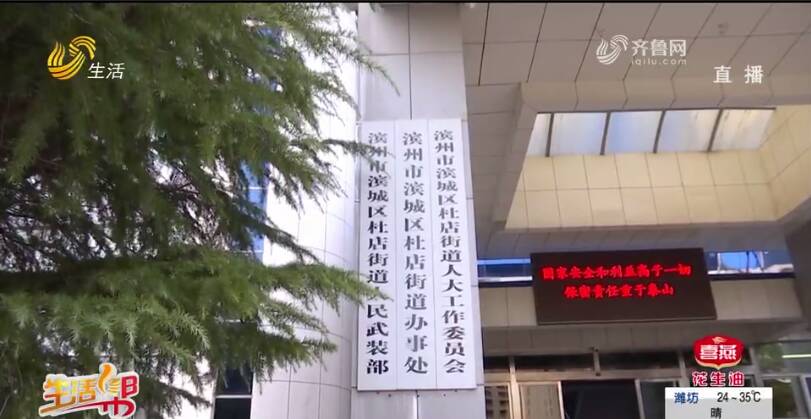 生活
齐鲁网
iqilu.com
直播
滨州市滨城区杜店街道人大工作委员会
滨州市滨城区杜店街道办事处
滨州市滨城区杜店街道 民武装部
国家安全和利益高于一切
保密责任重于泰山
生活帮
喜燕
花生油
潍坊 24~35℃
晴